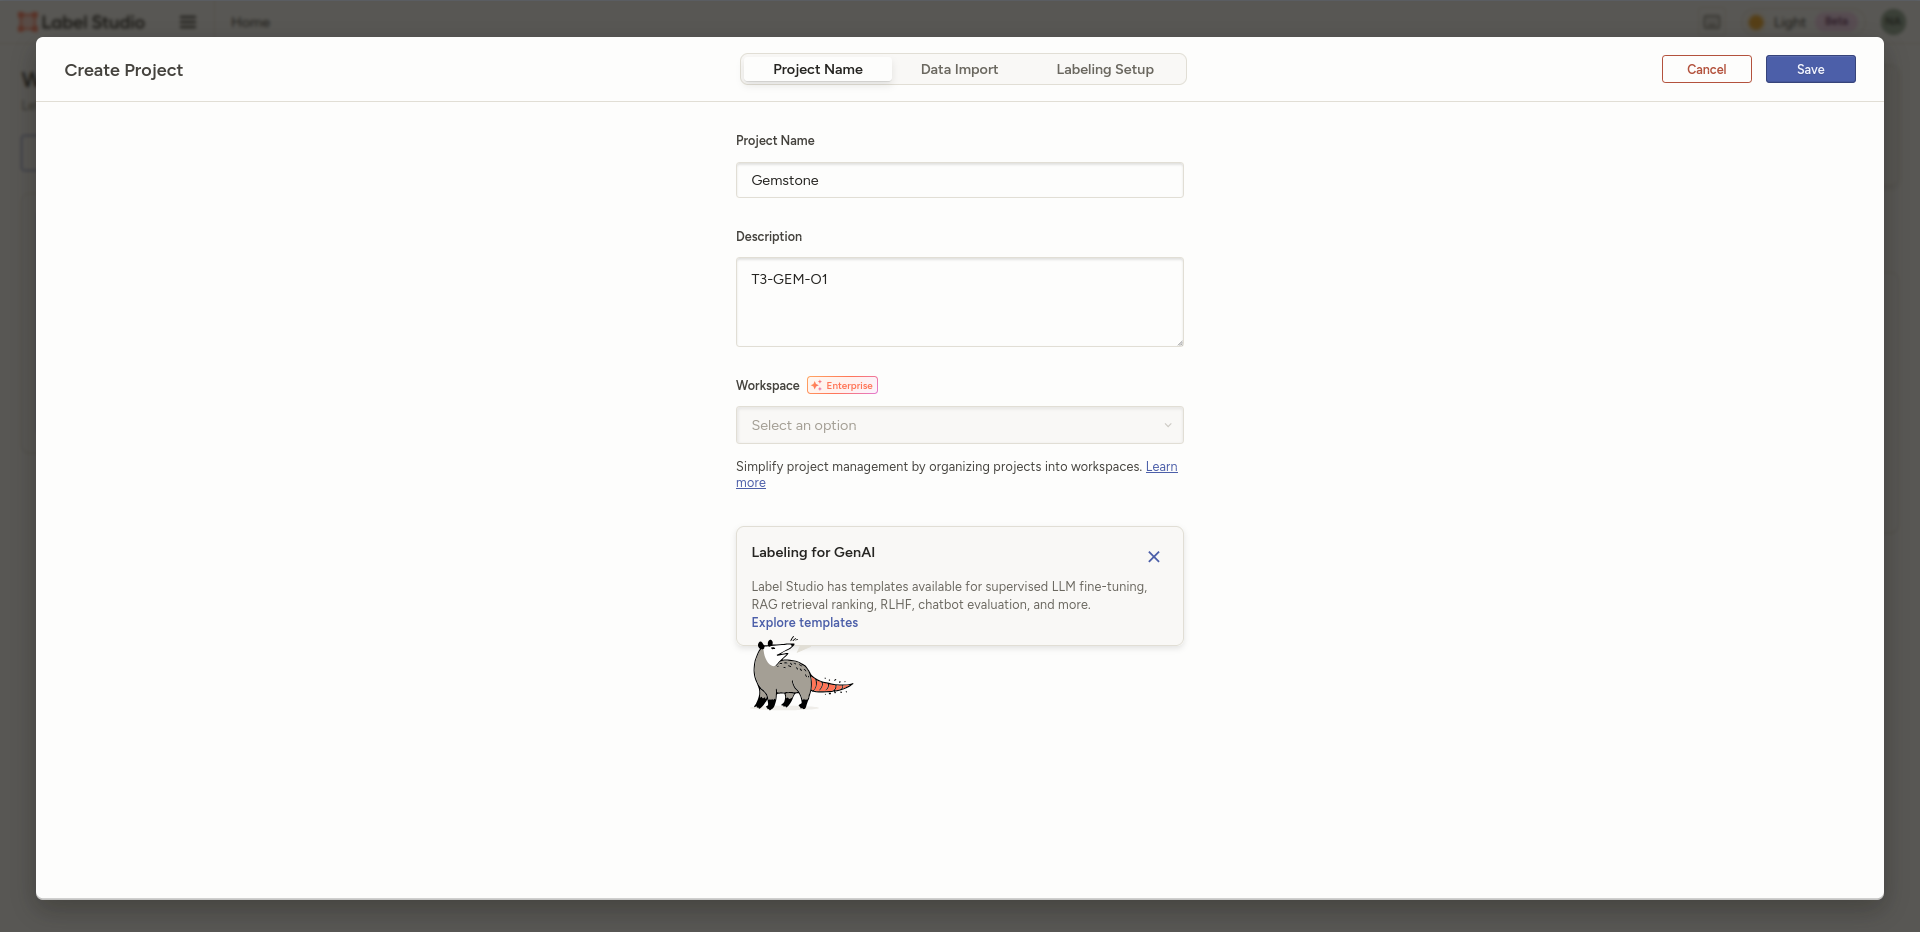 Label Studio
Home
Light Beta
Create Project
Project Name Data Import Labeling Setup
Cancel Save
Project Name
Gemstone
Description
T3-GEM-O1
Workspace Enterprise
Select an option
Simplify project management by organizing projects into workspaces. Learn
more
Labeling for GenAI
Label Studio has templates available for supervised LLM fine-tuning,
RAG retrieval ranking, RLHF, chatbot evaluation, and more.
Explore templates